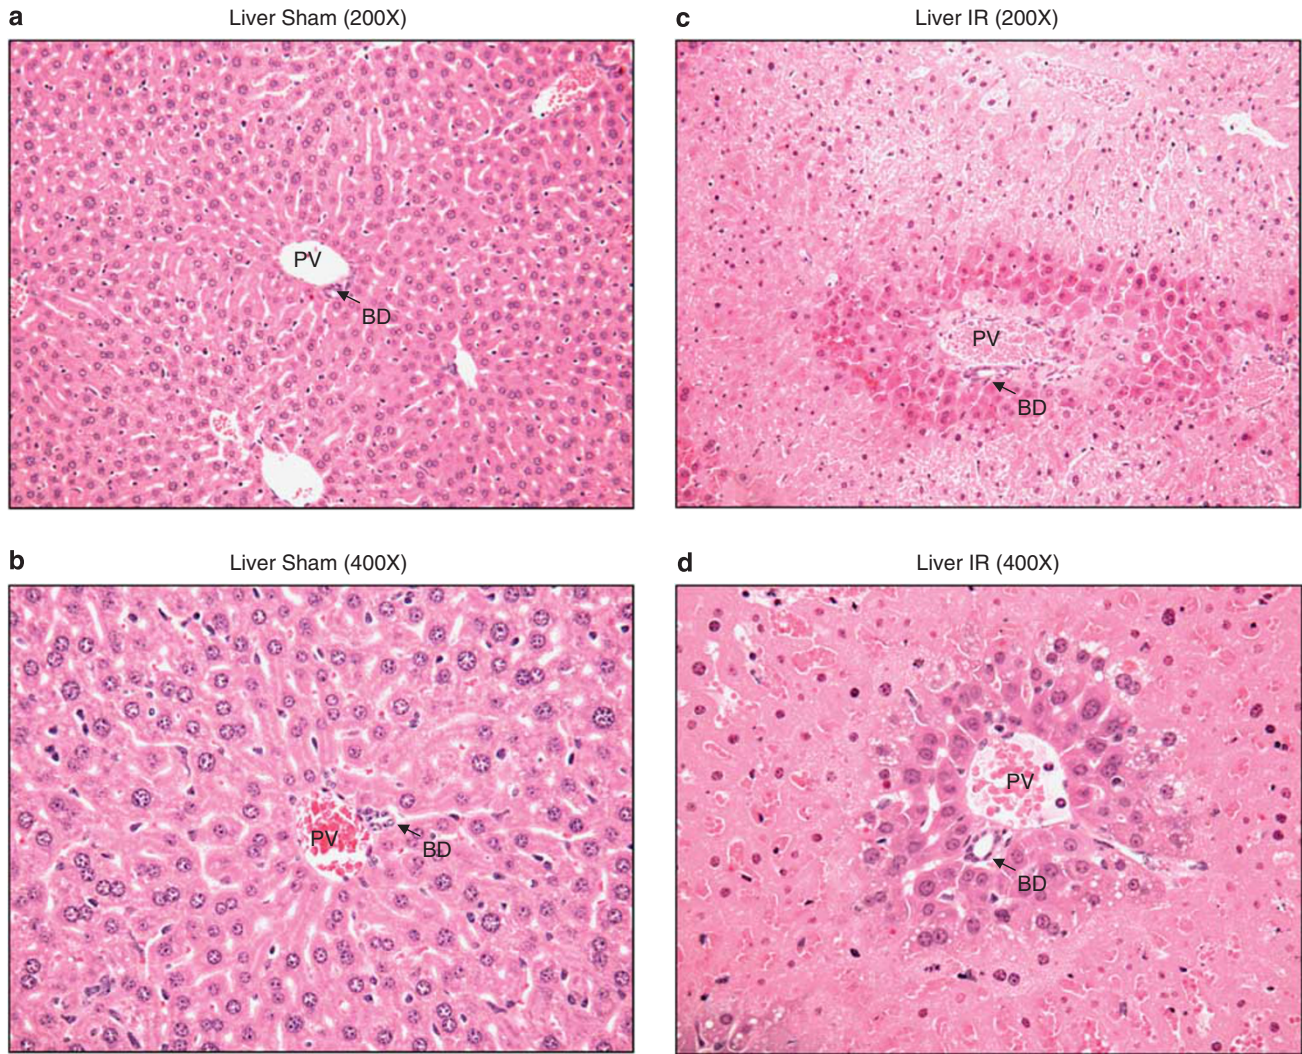 a
Liver Sham (200X)
PV
BD
c
Liver IR (200X)
PV
BD
b
Liver Sham (400X)
PV
BD
d
Liver IR (400X)
PV
BD